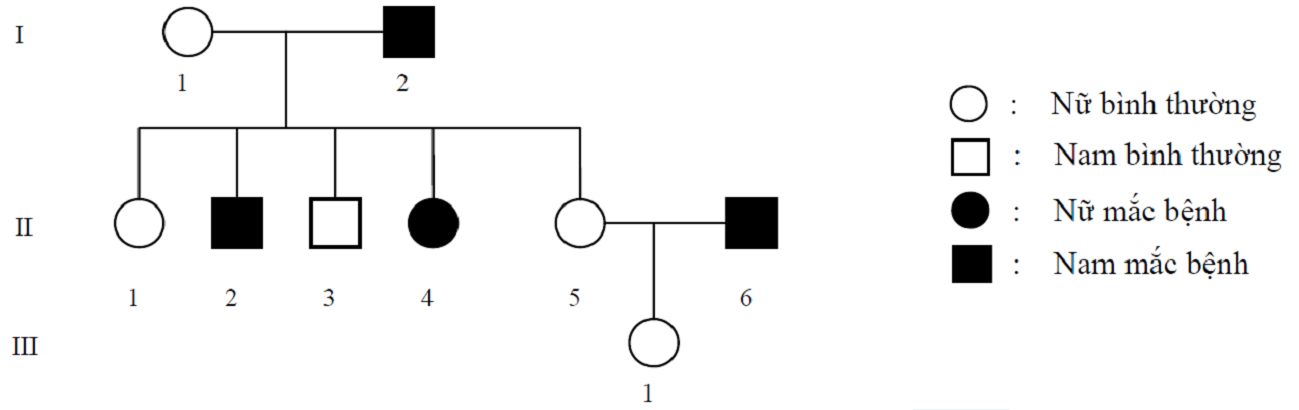 I
1 2
II
1 2 3 4 5 6
III
1
: Nữ bình thường
: Nam bình thường
: Nữ mắc bệnh
: Nam mắc bệnh